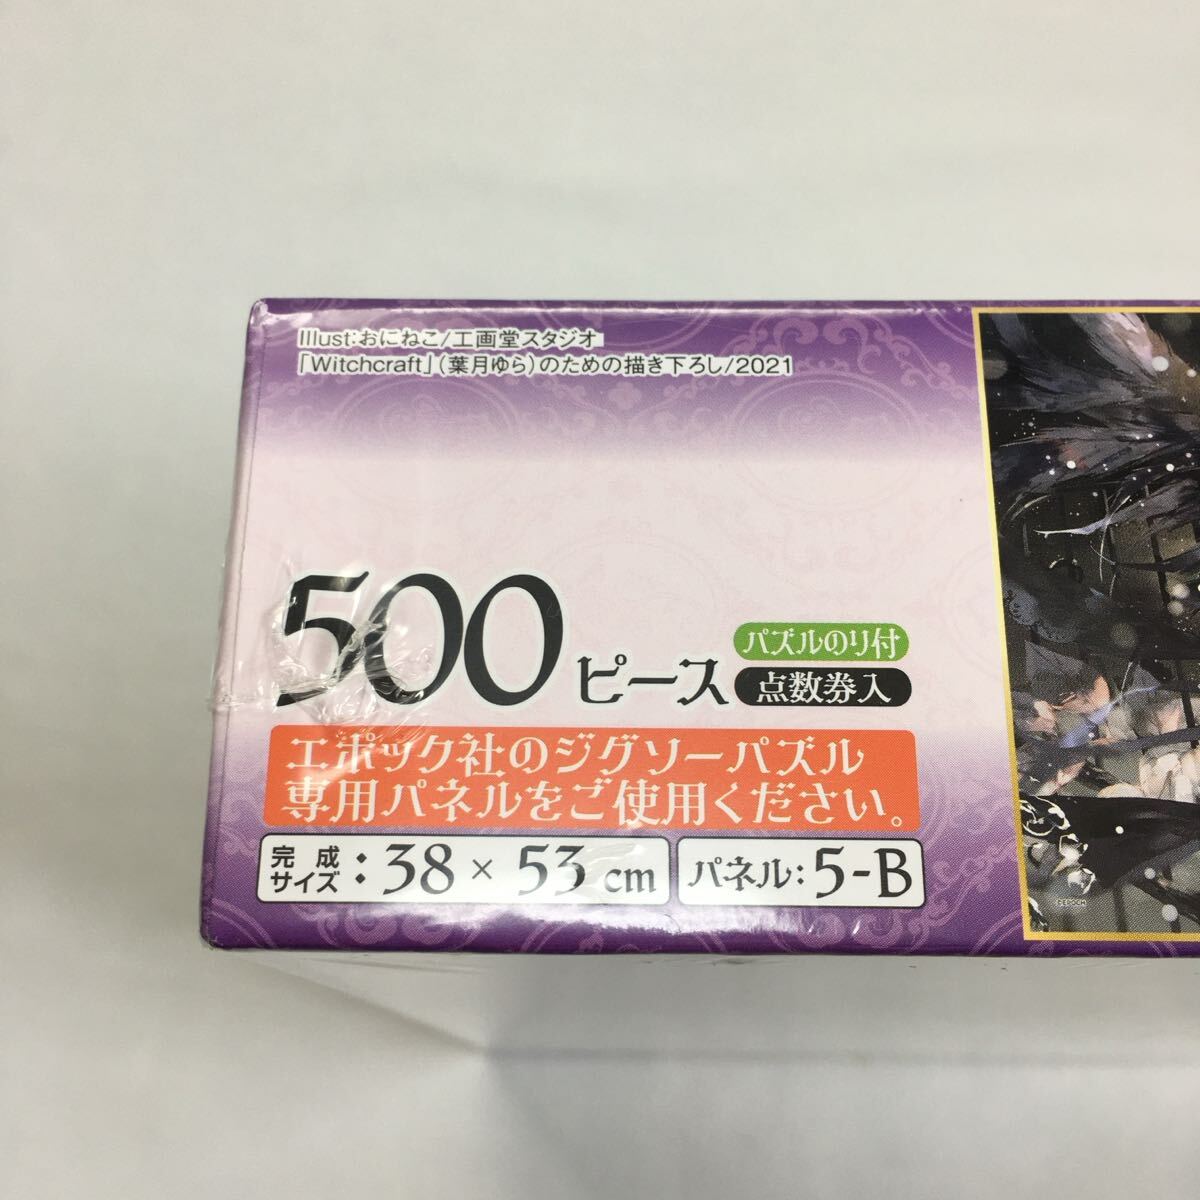 Illust:おにねこ/工画堂スタジオ
「Witchcraft」(葉月ゆら)のための描き下ろし/2021
500ピース
パズルのり付
点数券入
エポック社のジグソーパズル
専用パネルをご使用ください。
完成サイズ：38×53cm
パネル：5-B
©EPOCH